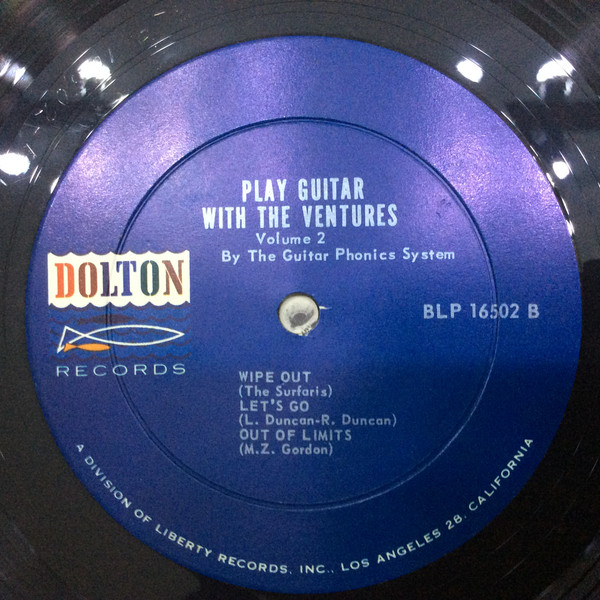 PLAY GUITAR
WITH THE VENTURES
Volume 2
By The Guitar Phonics System
DOLTON
RECORDS
BLP 16502 B
WIPE OUT
(The Surfaris)
LET'S GO
(L. Duncan-R. Duncan)
OUT OF LIMITS
(M.Z. Gordon)
A DIVISION OF LIBERTY RECORDS, INC., LOS ANGELES 28, CALIFORNIA